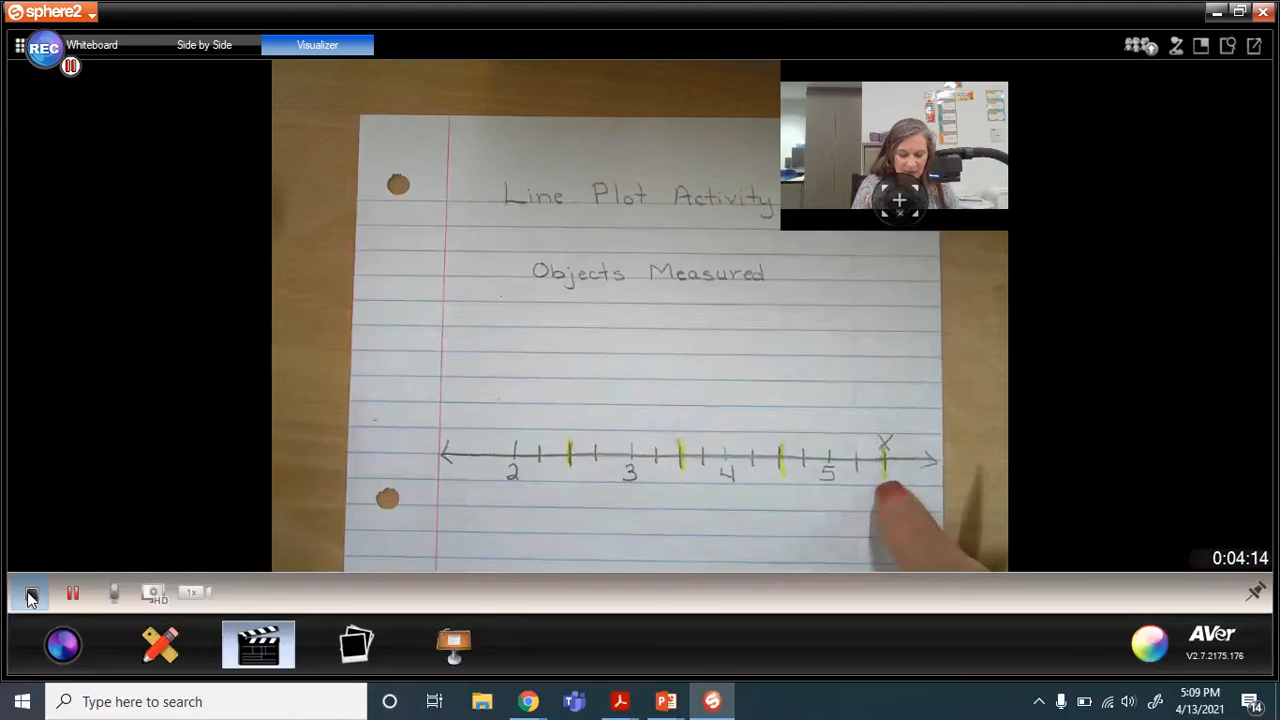 sphere2
REC
Whiteboard Side by Side Visualizer
Line Plot Activity
Objects Measured
X
2 3 4 5
0:04:14
HD 1x
AVer
V2.7.2175.176
Type here to search
5:09 PM
4/13/2021
14